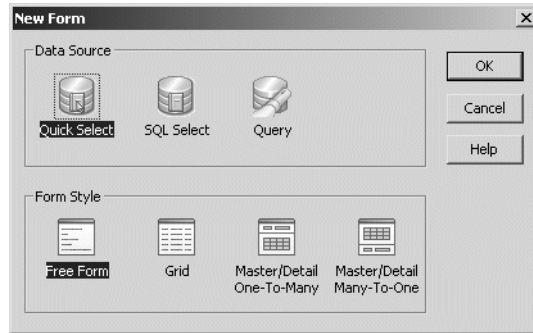 New Form
Data Source
Quick Select
SQL Select
Query
OK
Cancel
Help
Form Style
Free Form
Grid
Master/Detail
One-To-Many
Master/Detail
Many-To-One